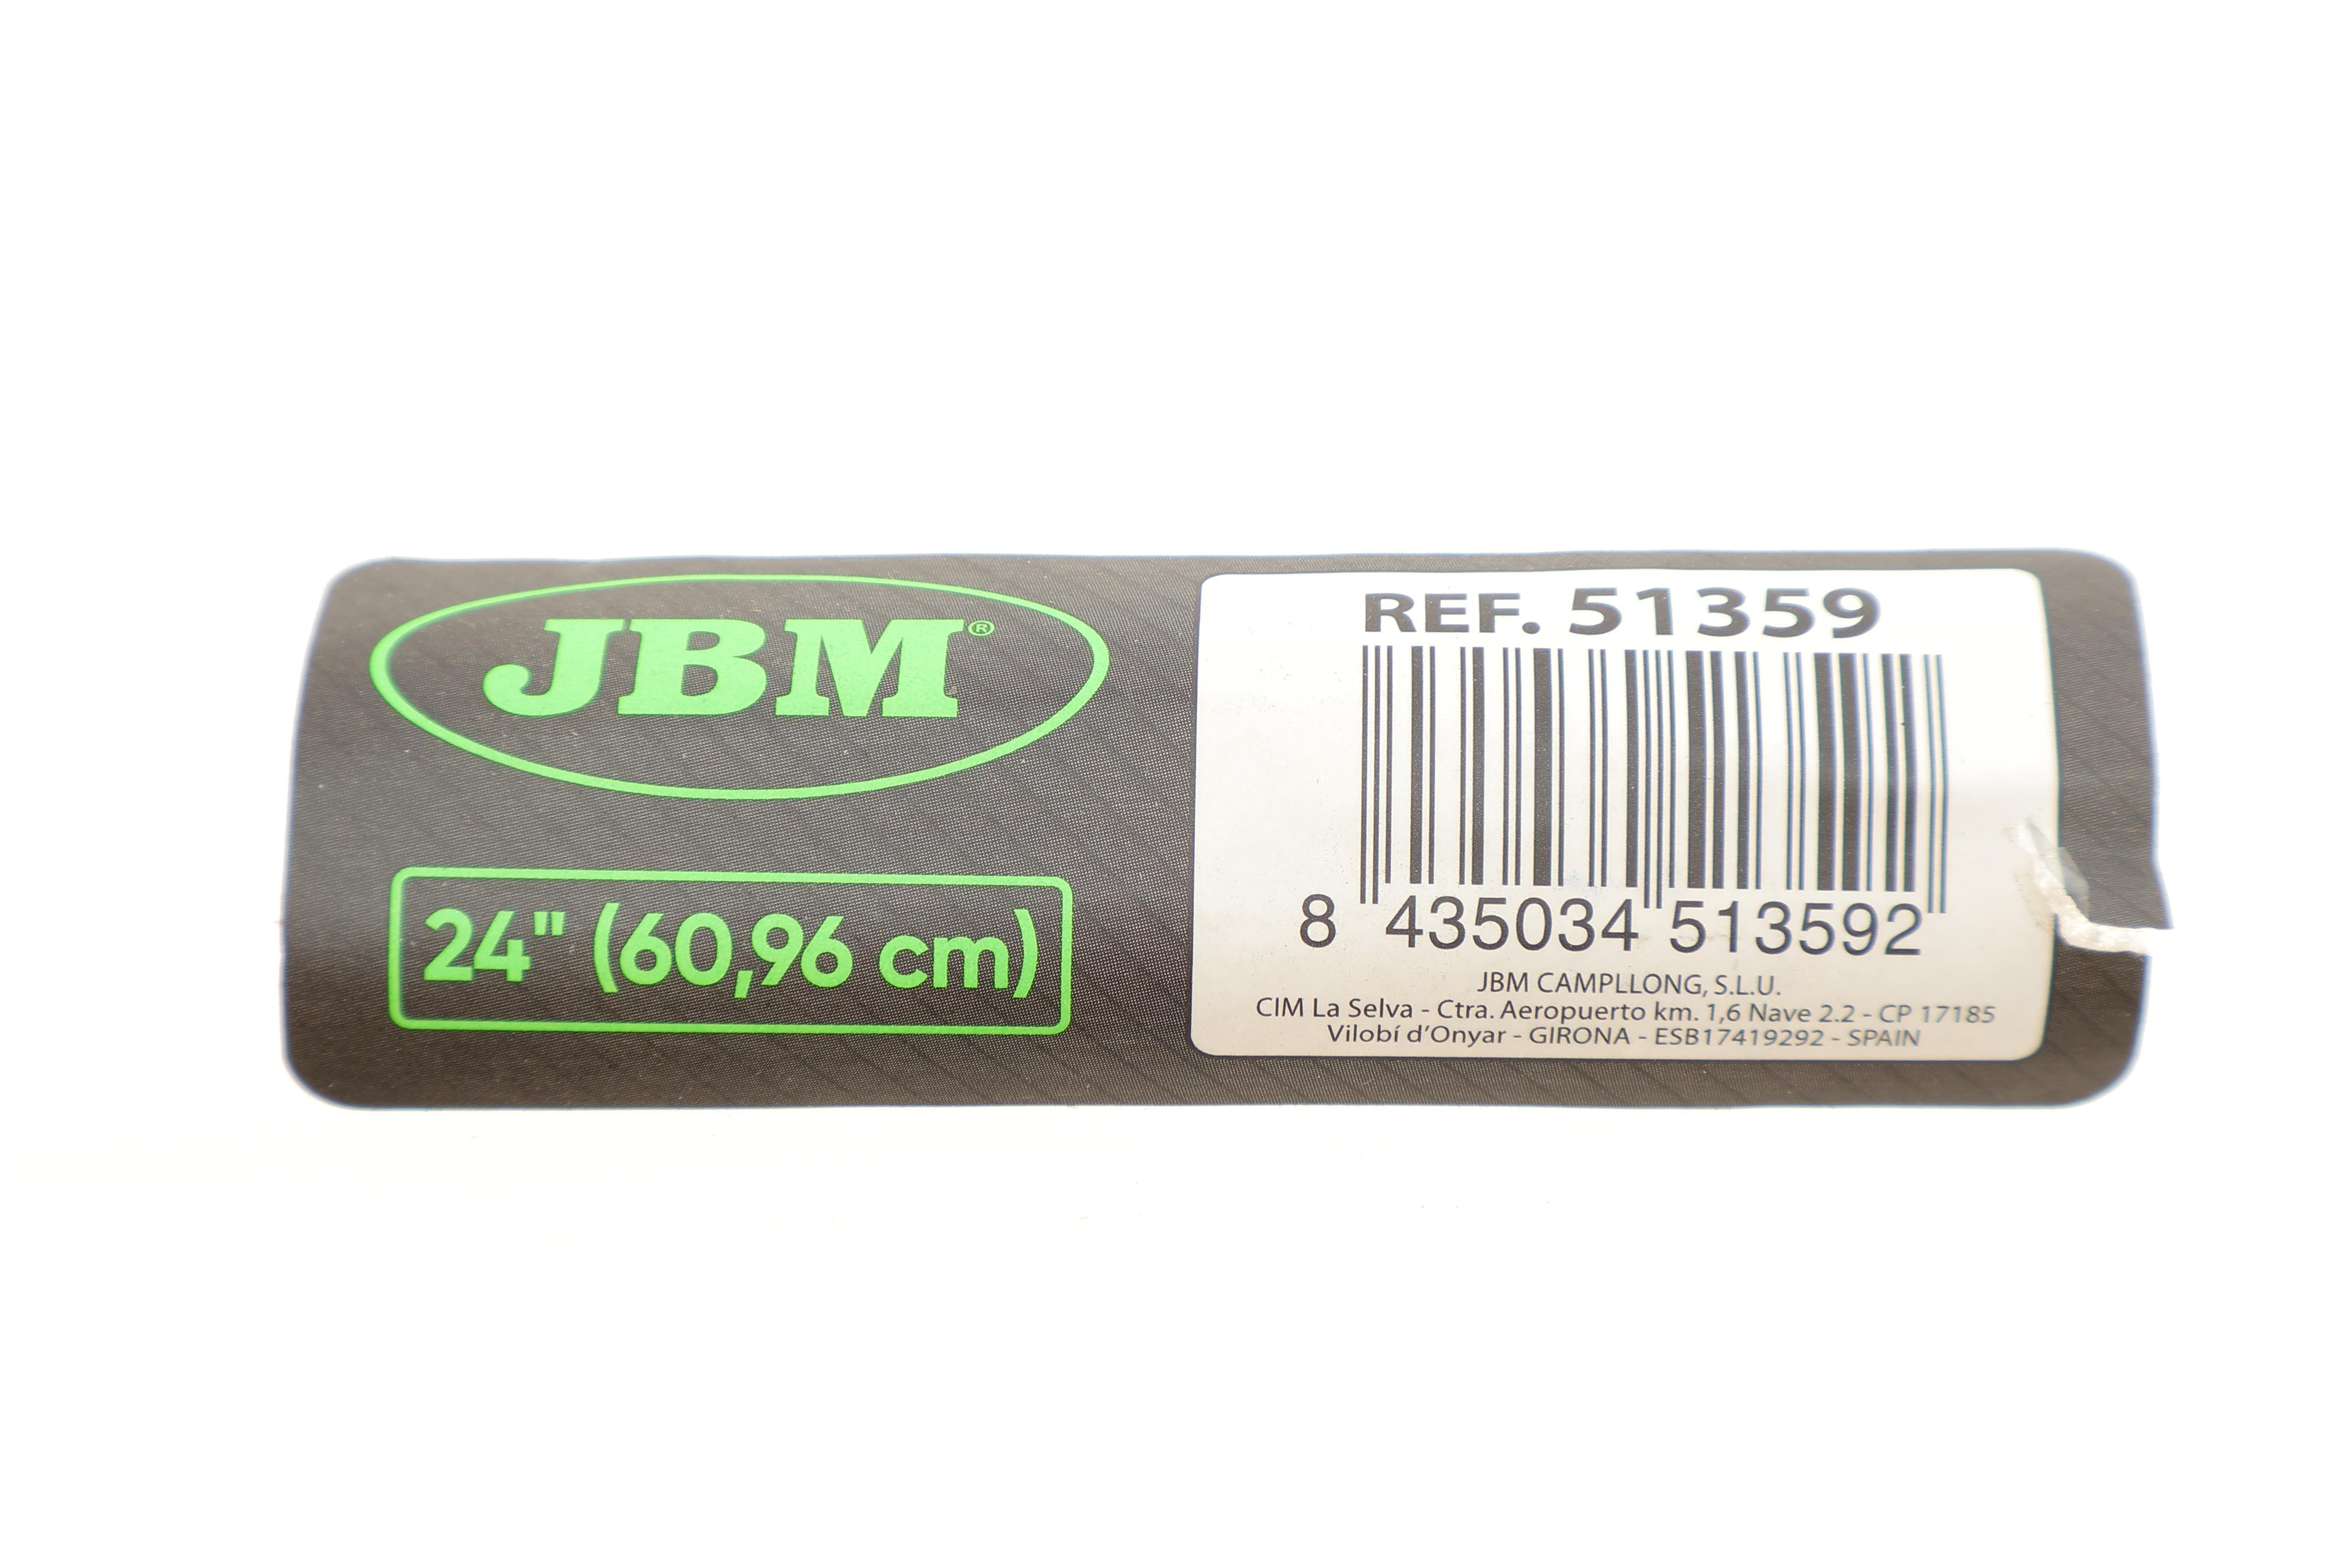 JBM®
24" (60,96 cm)
REF. 51359
8 435034 513592
JBM CAMPLLONG, S.L.U.
CIM La Selva - Ctra. Aeropuerto km. 1,6 Nave 2.2 - CP 17185
Vilobí d'Onyar - GIRONA - ESB17419292 - SPAIN